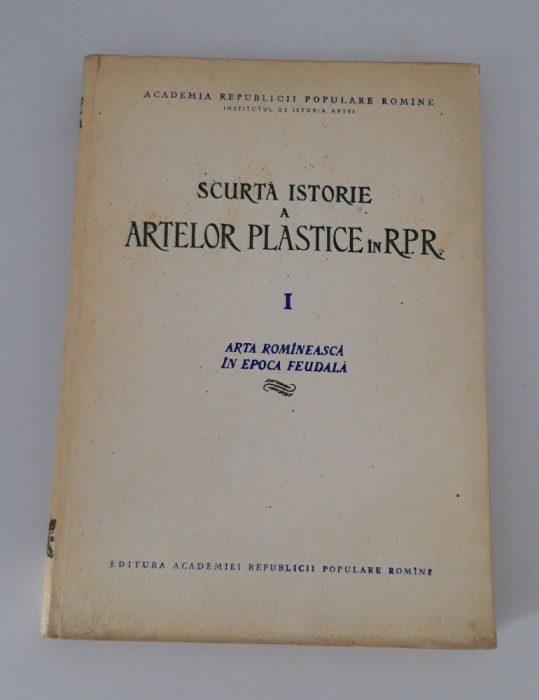 ACADEMIA REPUBLICII POPULARE ROMÎNE
INSTITUTUL DE ISTORIA ARTEI
SCURTĂ ISTORIE
A
ARTELOR PLASTICE ÎN R.P.R.
I
ARTA ROMÎNEASCĂ
ÎN EPOCA FEUDALĂ
EDITURA ACADEMIEI REPUBLICII POPULARE ROMÎNE